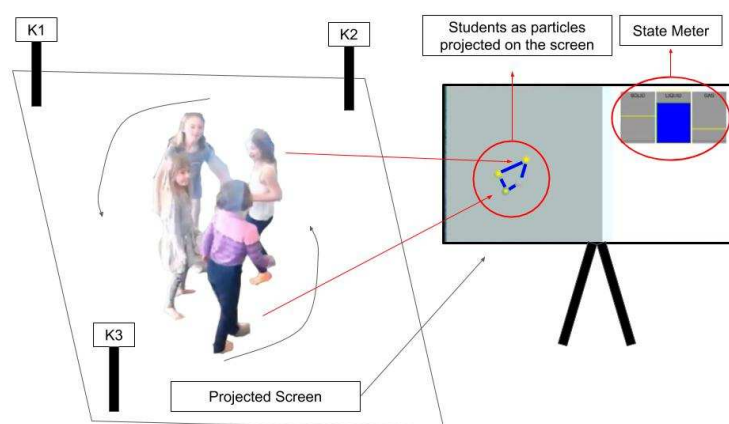 K1
K2
Students as particles
projected on the screen
State Meter
SOLID
LIQUID
GAS
K3
Projected Screen